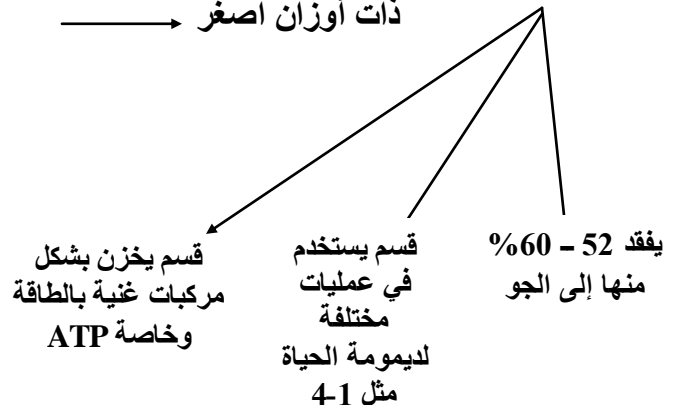 ذات أوزان اصغر
يفقد 52 – 60%
منها إلى الجو
قسم يستخدم
في عمليات
مختلفة
لديمومة الحياة
مثل 1-4
قسم يخزن بشكل
مركبات غنية بالطاقة
وخاصة ATP